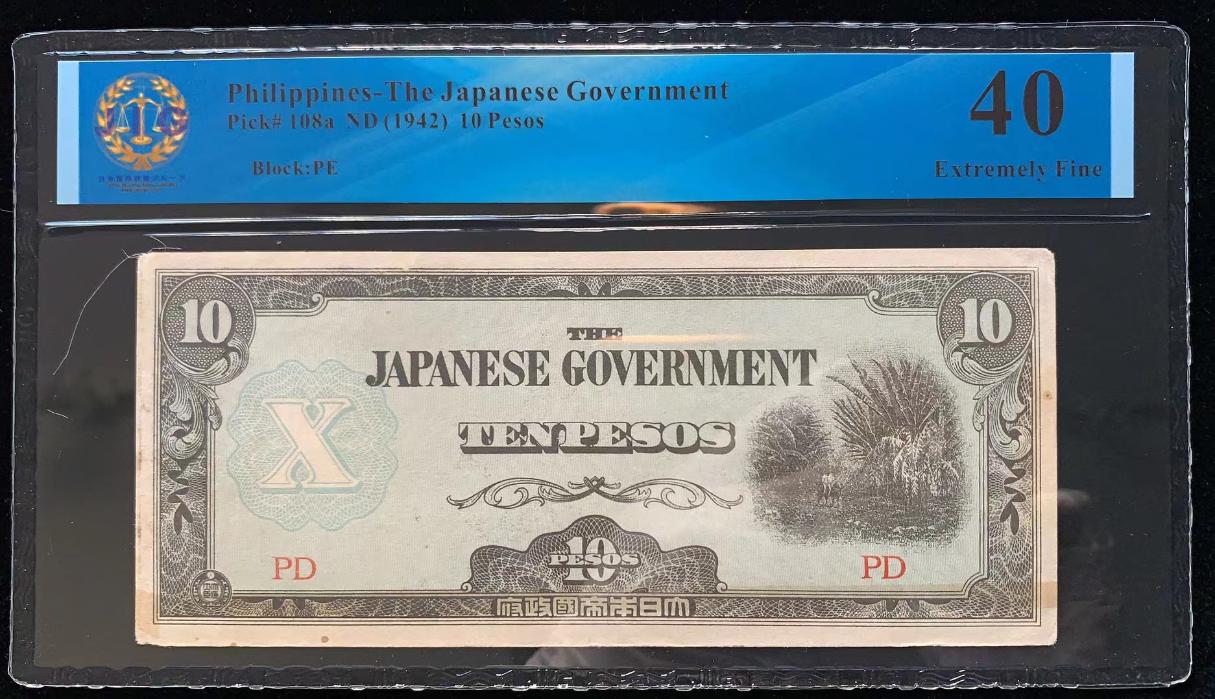 Philippines-The Japanese Government
Pick# 108a ND (1942) 10 Pesos
Block:PE
40
Extremely Fine
10
10
THE
JAPANESE GOVERNMENT
X
TEN PESOS
PD
PD
10
PESOS
府政國帝本日大